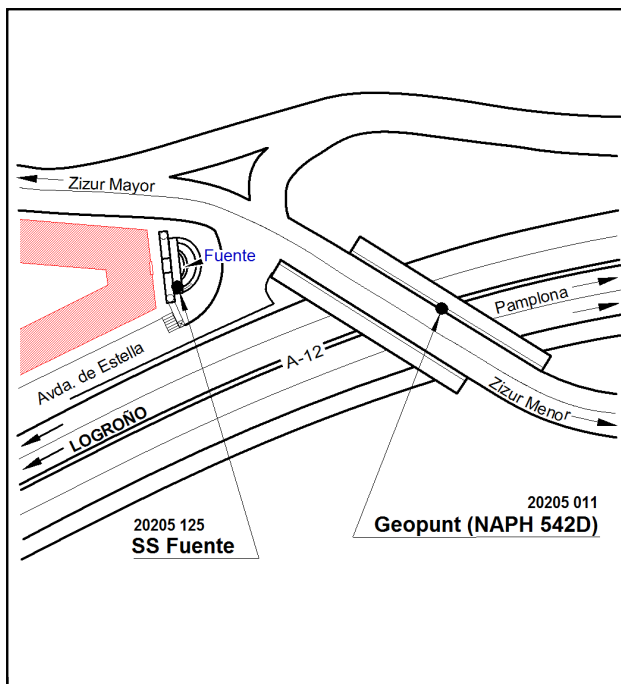 Zizur Mayor
Fuente
Pamplona
Avda. de Estella
A-12
LOGROÑO
Zizur Menor
20205 125
SS Fuente
20205 011
Geopunt (NAPH 542D)